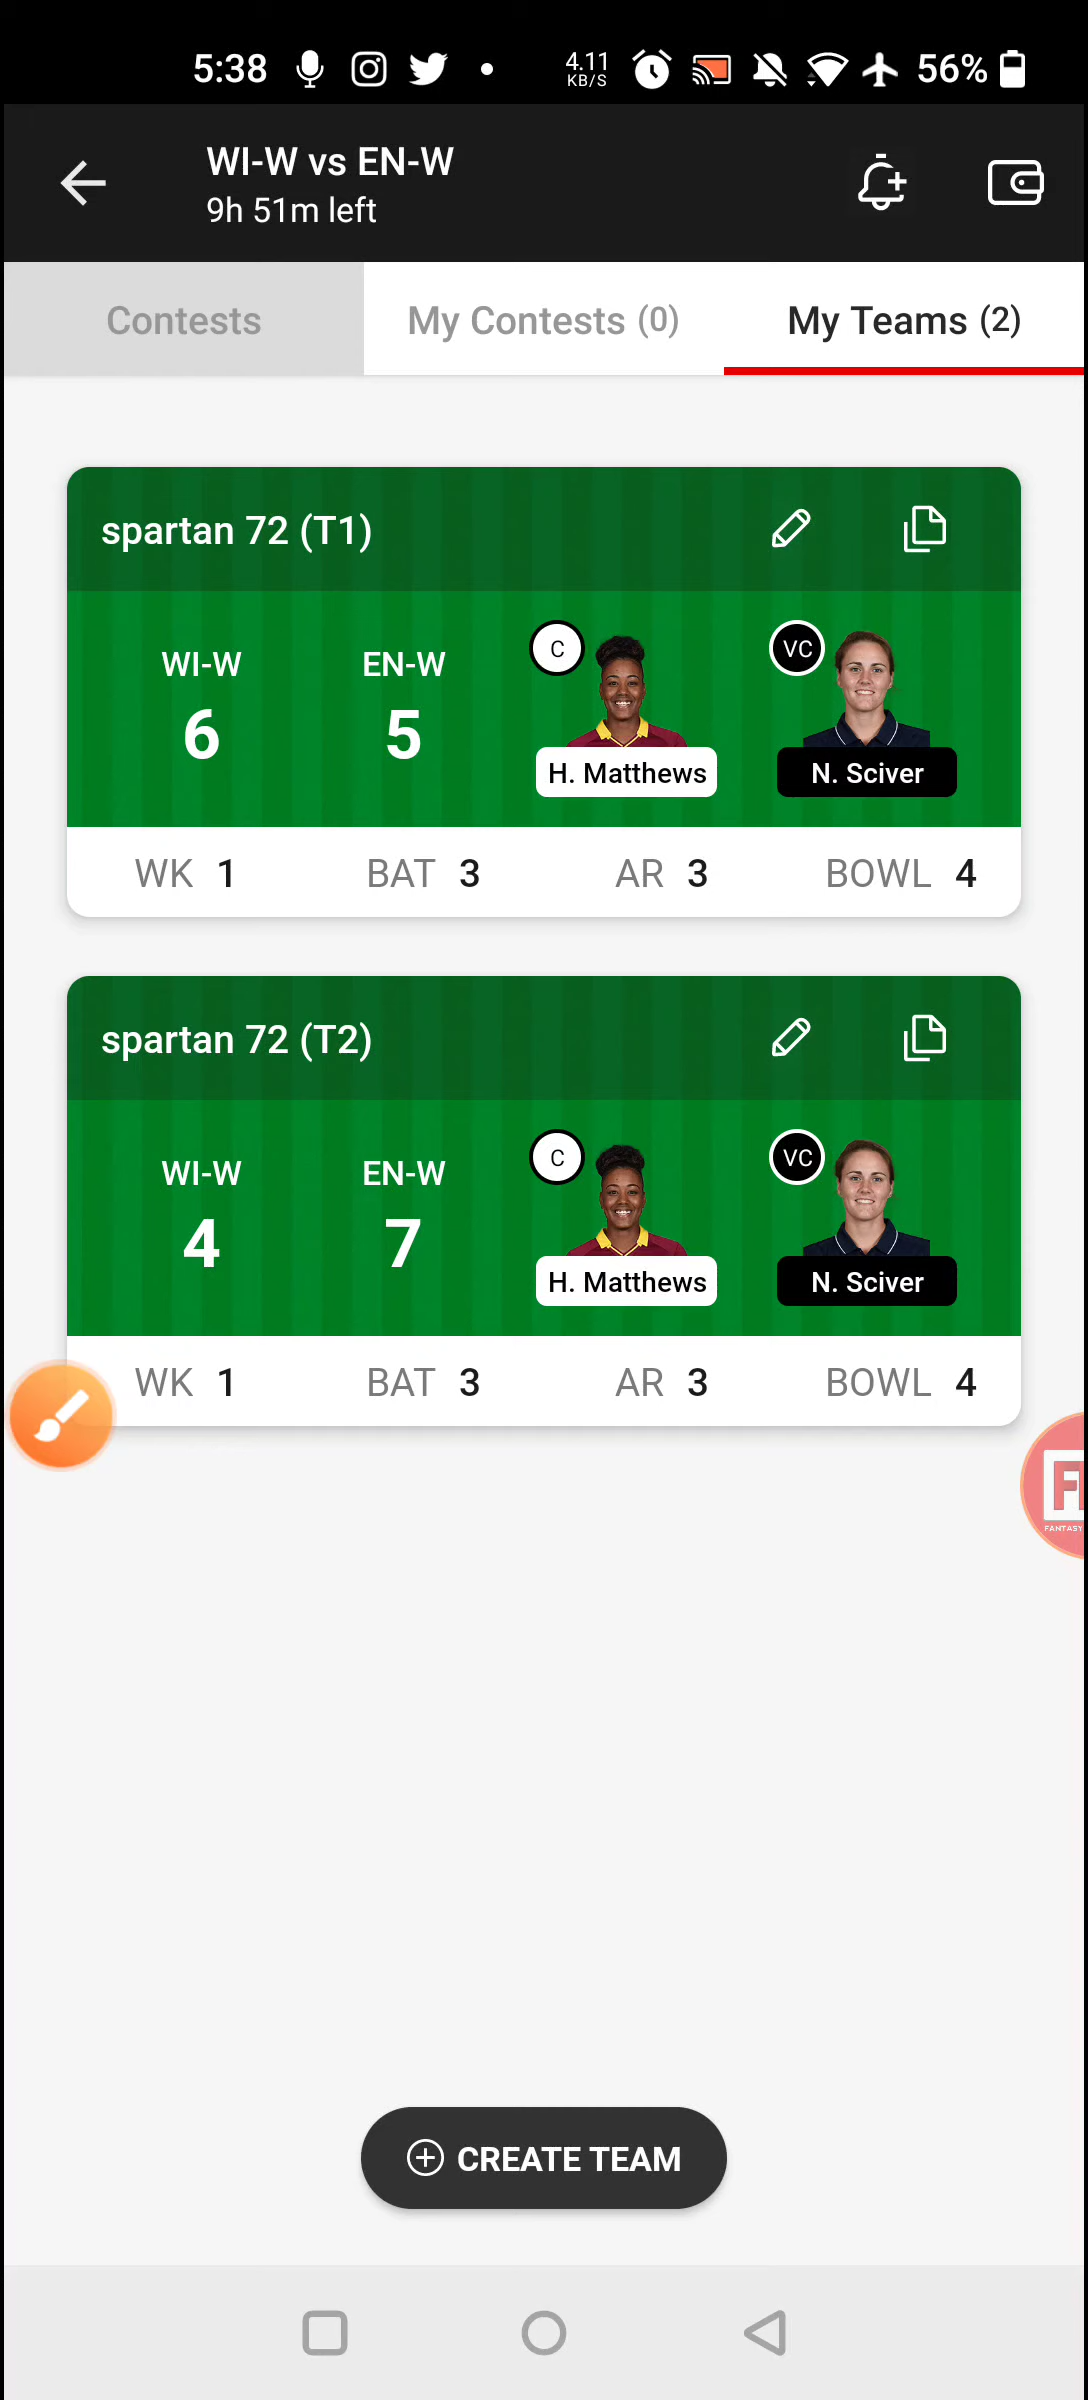 5:38
4.11
KB/S
56%
WI-W vs EN-W
9h 51m left
Contests
My Contests (0)
My Teams (2)
spartan 72 (T1)
WI-W
EN-W
C
VC
6
5
H. Matthews
N. Sciver
WK 1
BAT 3
AR 3
BOWL 4
spartan 72 (T2)
WI-W
EN-W
C
VC
4
7
H. Matthews
N. Sciver
WK 1
BAT 3
AR 3
BOWL 4
FANTASY
CREATE TEAM